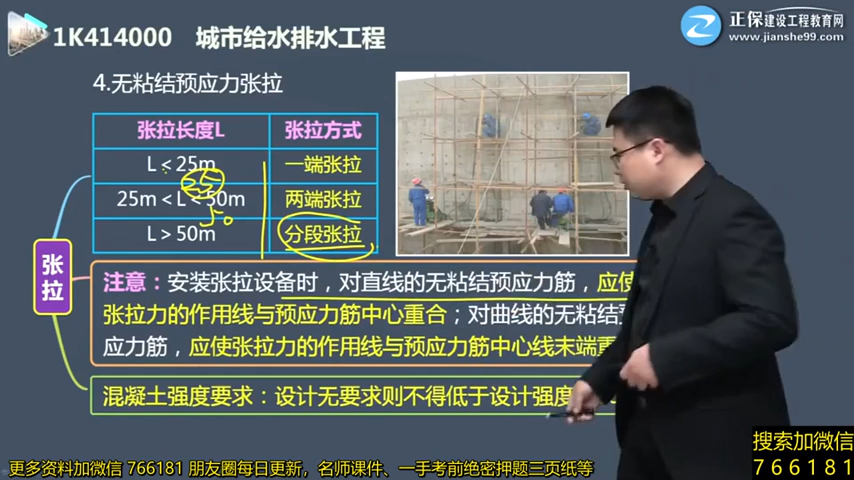 1K414000 城市给水排水工程
正保建设工程教育网
www.jianshe99.com
4.无粘结预应力张拉
张拉长度L 张拉方式
L<25m 一端张拉
25
25m<L<50m 两端张拉
50
L>50m 分段张拉
张拉
注意：安装张拉设备时，对直线的无粘结预应力筋，应使
张拉力的作用线与预应力筋中心重合；对曲线的无粘结
应力筋，应使张拉力的作用线与预应力筋中心线末端重
混凝土强度要求：设计无要求则不得低于设计强度
搜索加微信
766181
更多资料加微信 766181 朋友圈每日更新，名师课件、一手考前绝密押题三页纸等